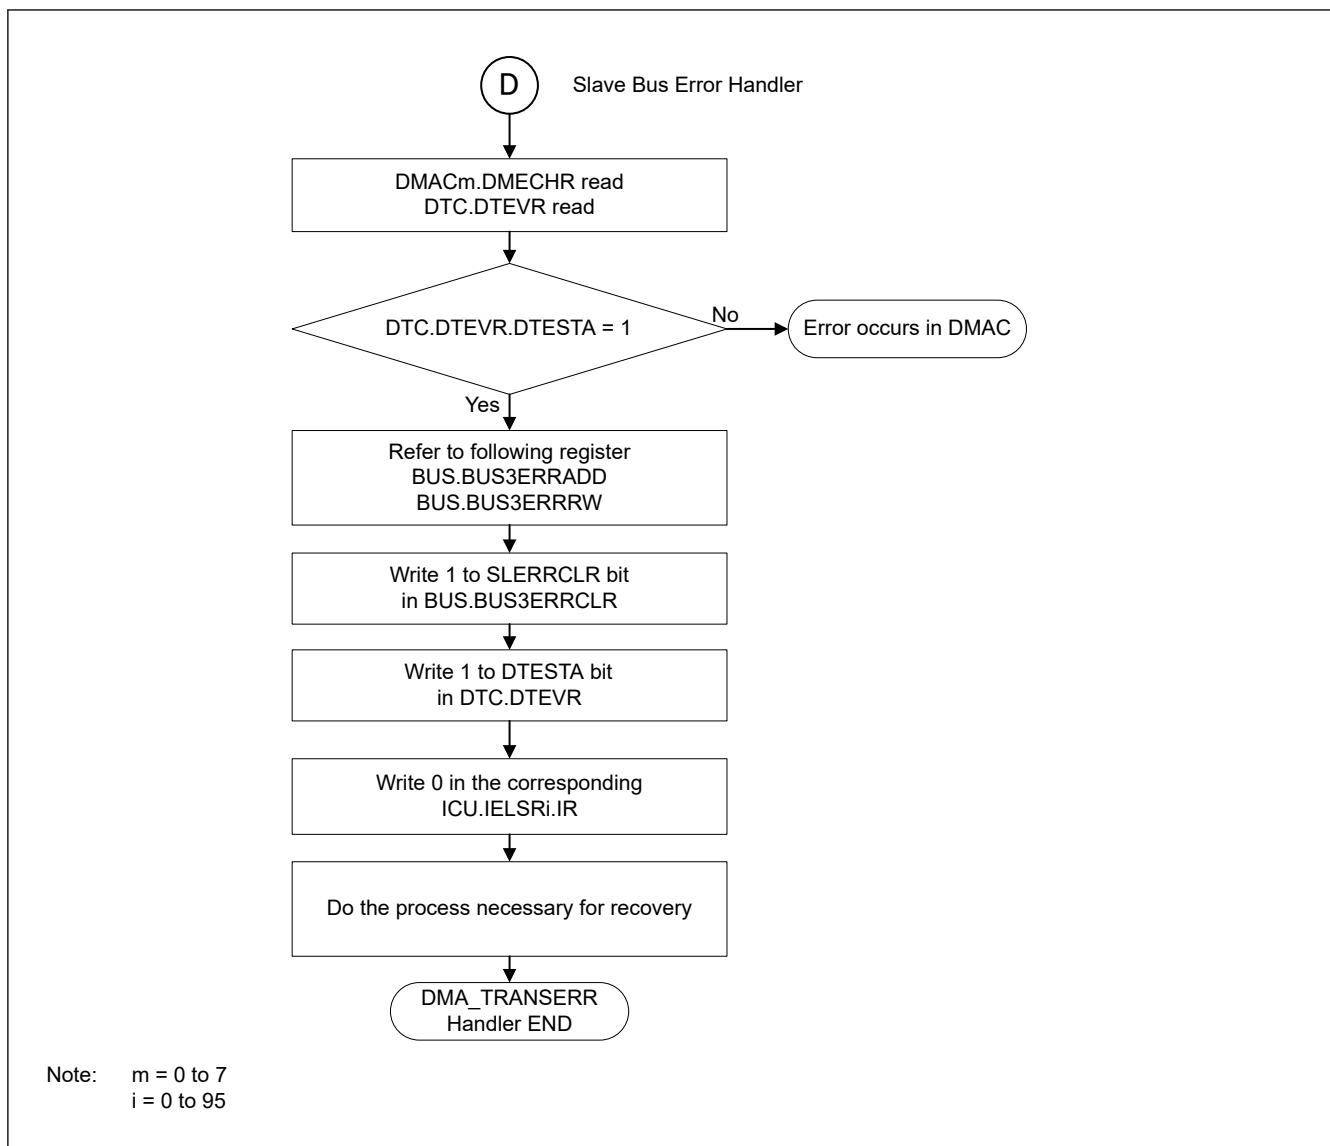 D
Slave Bus Error Handler
DMACm.DMECHR read
DTC.DTEVR read
DTC.DTEVR.DTESTA = 1
No
Error occurs in DMAC
Yes
Refer to following register
BUS.BUS3ERRADD
BUS.BUS3ERRRW
Write 1 to SLERRCLR bit
in BUS.BUS3ERRCLR
Write 1 to DTESTA bit
in DTC.DTEVR
Write 0 in the corresponding
ICU.IELSRi.IR
Do the process necessary for recovery
DMA_TRANSERR
Handler END
Note: m = 0 to 7
i = 0 to 95